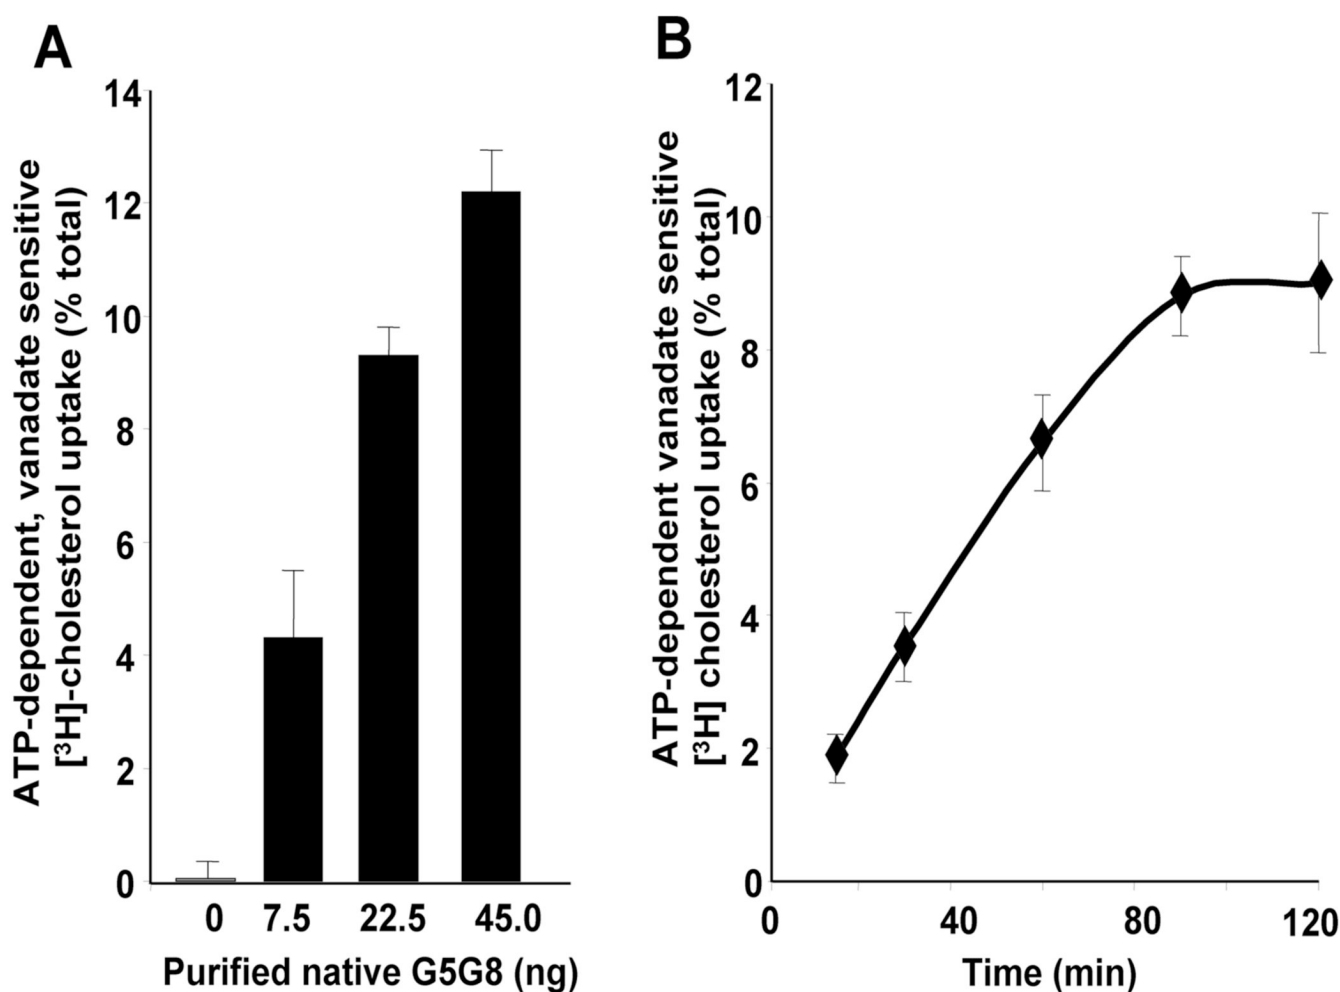 A
ATP-dependent, vanadate sensitive
[³H]-cholesterol uptake (% total)
14
12
10
8
6
4
2
0
0 7.5 22.5 45.0
Purified native G5G8 (ng)
B
ATP-dependent vanadate sensitive
[³H] cholesterol uptake (% total)
12
10
8
6
4
2
0
0 40 80 120
Time (min)